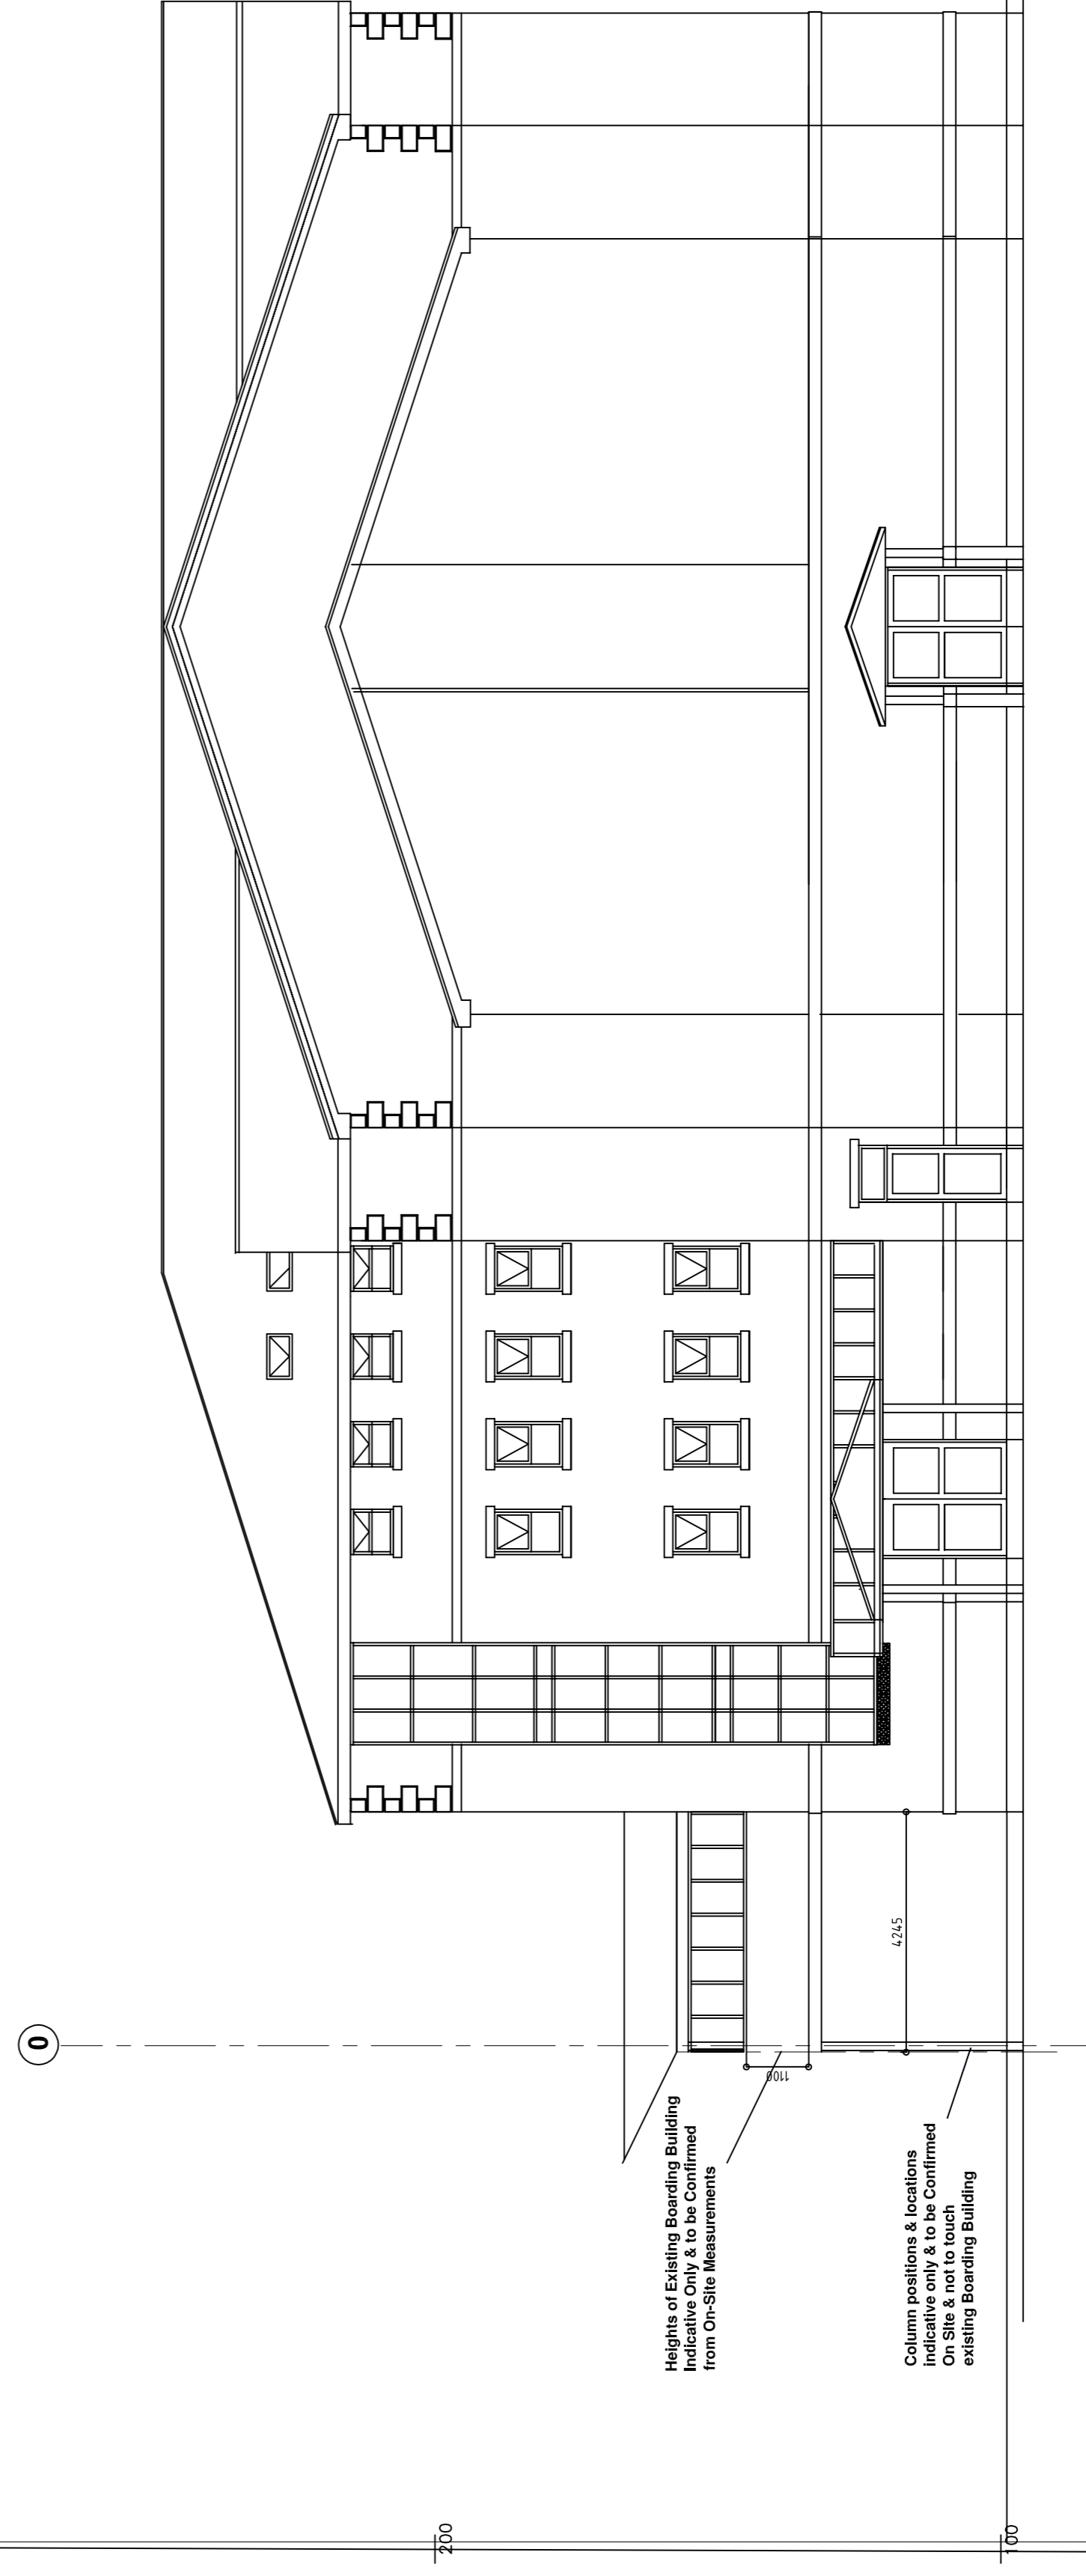 0
Heights of Existing Boarding Building
Indicative Only & to be Confirmed
from On-Site Measurements
1100
4245
Column positions & locations
indicative only & to be Confirmed
On SIte & not to touch
existing Boarding Building
200
100